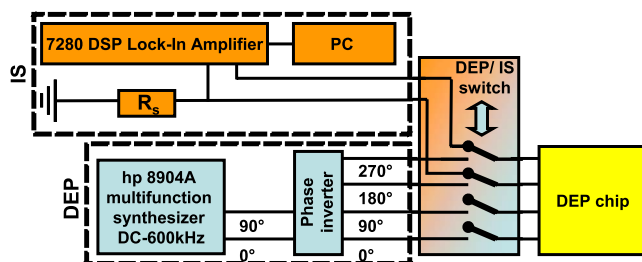 7280 DSP Lock-In Amplifier
PC
IS
Rs
DEP/ IS
switch
DEP
hp 8904A
multifunction
synthesizer
DC-600kHz
90°
0°
Phase
inverter
270°
180°
90°
0°
DEP chip